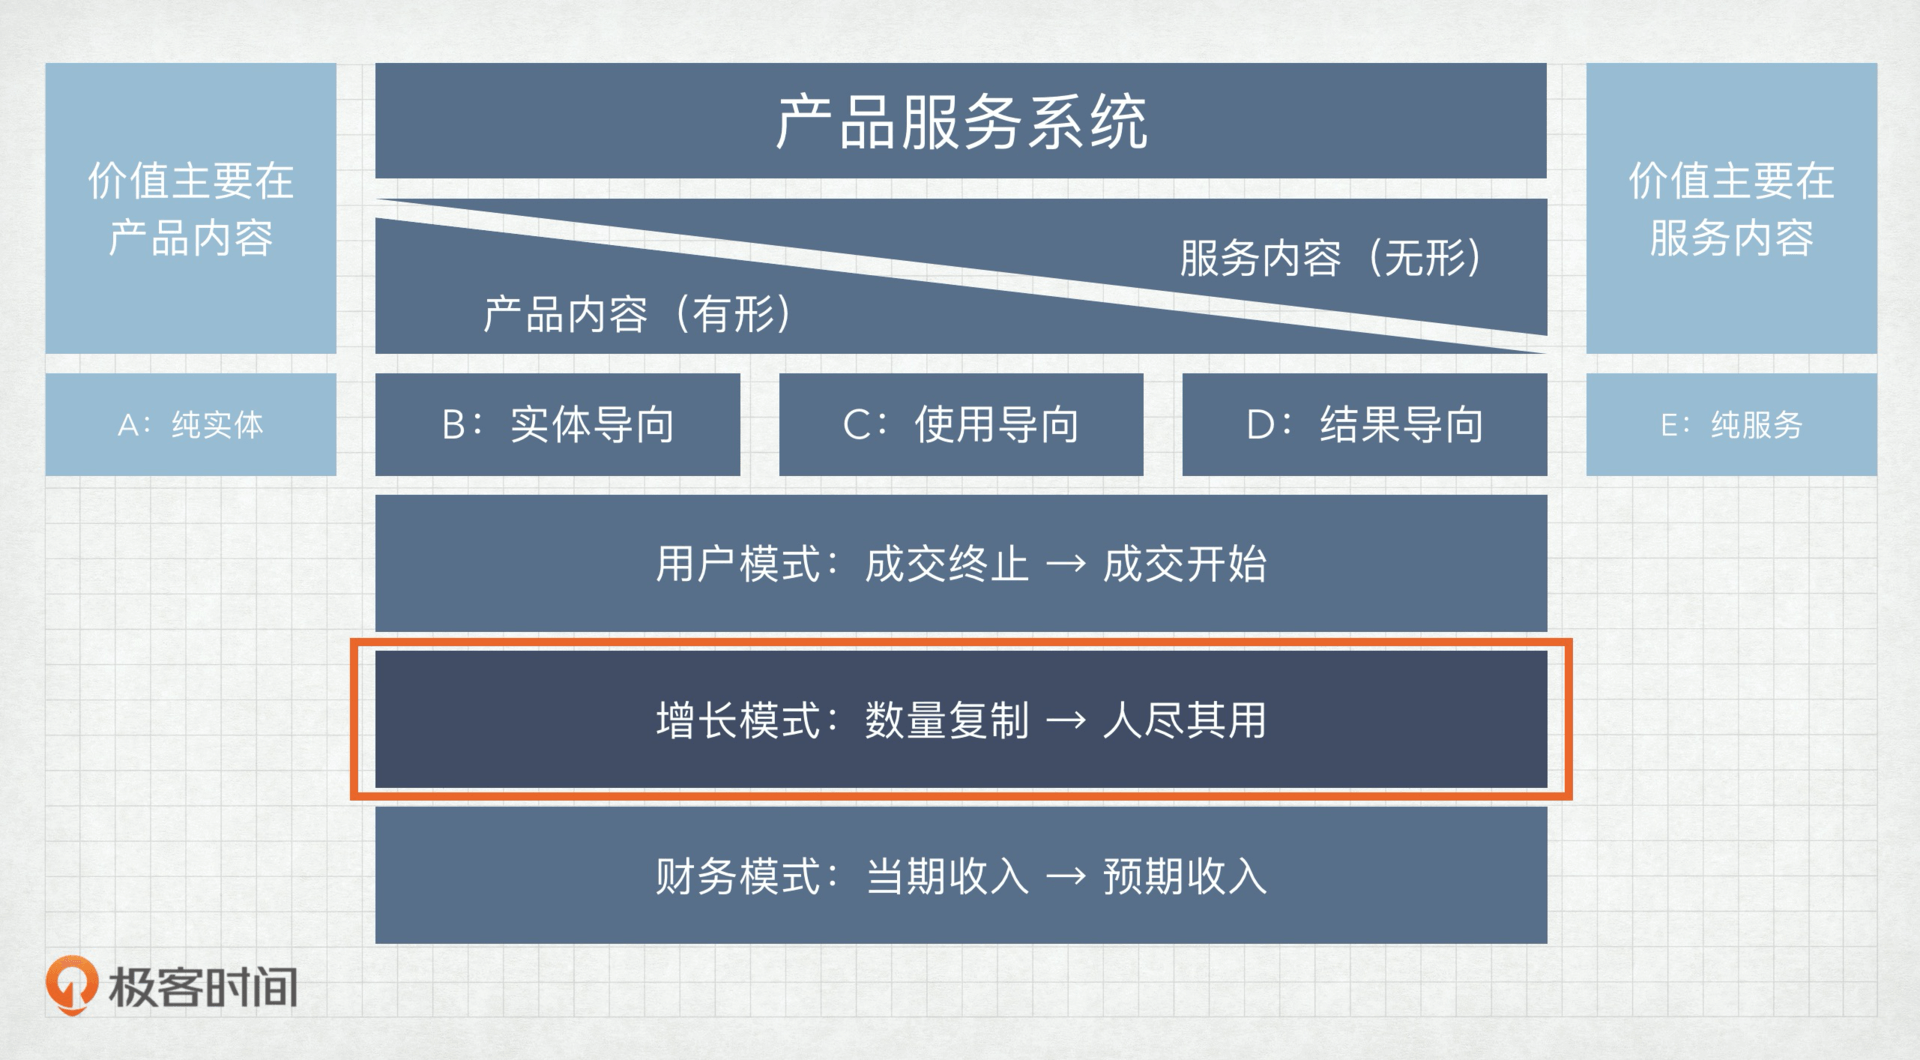 价值主要在
产品内容
产品服务系统
价值主要在
服务内容
服务内容（无形）
产品内容（有形）
A：纯实体
B：实体导向
C：使用导向
D：结果导向
E：纯服务
用户模式：成交终止 → 成交开始
增长模式：数量复制 → 人尽其用
财务模式：当期收入 → 预期收入
极客时间